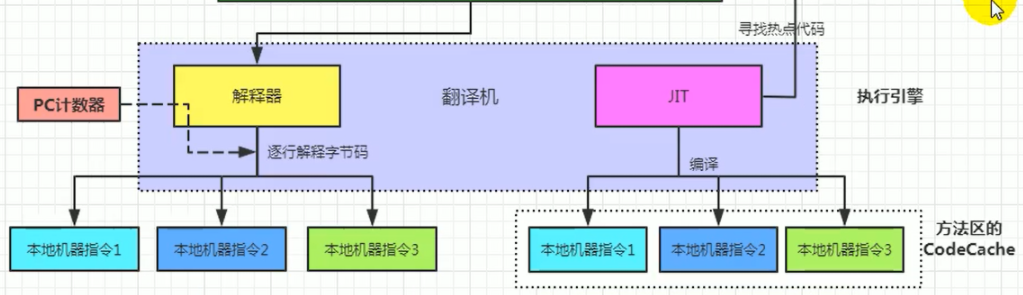 寻找热点代码
PC计数器
解释器
翻译机
JIT
执行引擎
逐行解释字节码
编译
本地机器指令1
本地机器指令2
本地机器指令3
本地机器指令1
本地机器指令2
本地机器指令3
方法区的
CodeCache